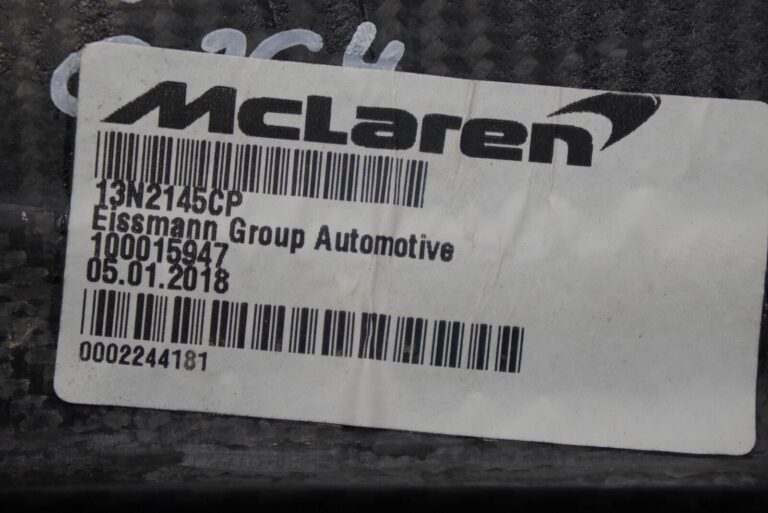 McLaren
13N2145CP
Eissmann Group Automotive
100015947
05.01.2018
0002244181